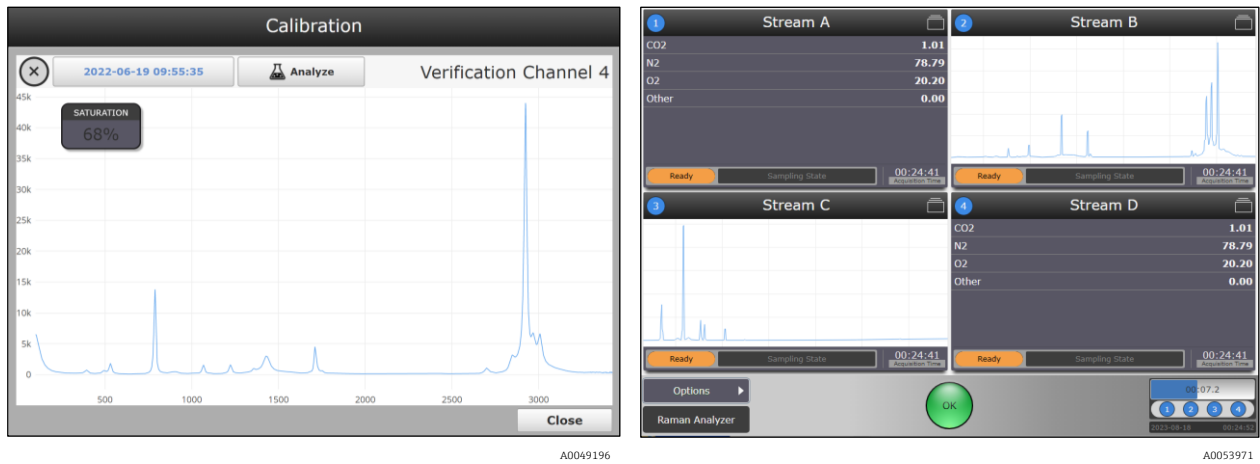 Calibration
2022-06-19 09:55:35
Analyze
Verification Channel 4
45k
SATURATION
68%
40k
35k
30k
25k
20k
15k
10k
5k
0
500 1000 1500 2000 2500 3000
Close
A0049196
1 Stream A
CO2 1.01
N2 78.79
O2 20.20
Other 0.00
Ready Sampling State 00:24:41
Acquisition Time
2 Stream B
Ready Sampling State 00:24:41
Acquisition Time
3 Stream C
Ready Sampling State 00:24:41
Acquisition Time
4 Stream D
CO2 1.01
N2 78.79
O2 20.20
Other 0.00
Ready Sampling State 00:24:41
Acquisition Time
Options
Raman Analyzer
OK
00:07.2
1 2 3 4
2023-08-18 00:24:52
A0053971